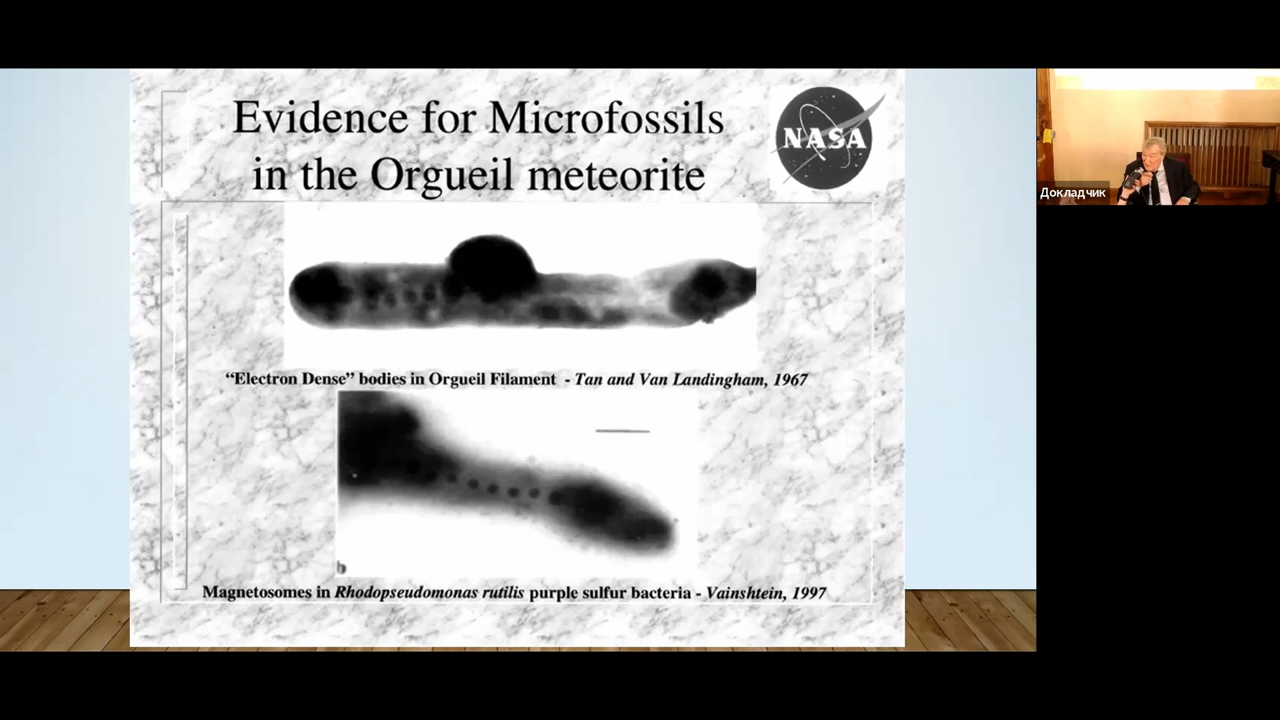 Evidence for Microfossils
in the Orgueil meteorite
NASA
“Electron Dense” bodies in Orgueil Filament - Tan and Van Landingham, 1967
b
Magnetosomes in Rhodopseudomonas rutilis purple sulfur bacteria - Vainshtein, 1997
Докладчик